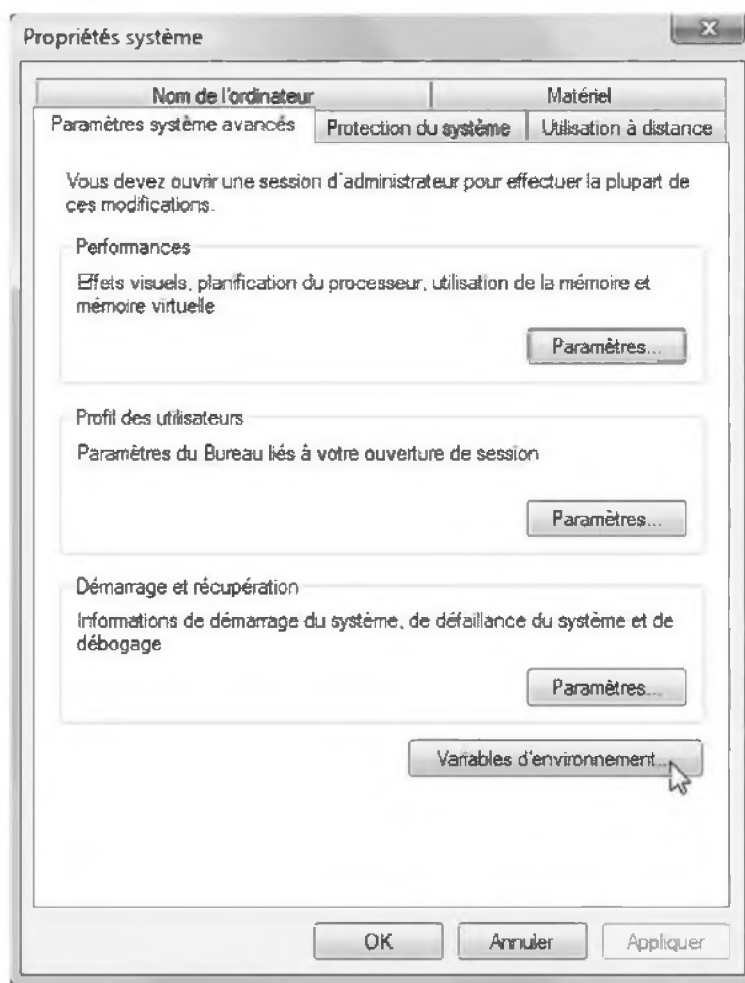 Propriétés système
Nom de l'ordinateur
Matériel
Paramètres système avancés
Protection du système
Utilisation à distance
Vous devez ouvrir une session d'administrateur pour effectuer la plupart de
ces modifications.
Performances
Effets visuels, planification du processeur, utilisation de la mémoire et
mémoire virtuelle
Paramètres...
Profil des utilisateurs
Paramètres du Bureau liés à votre ouverture de session
Paramètres...
Démarrage et récupération
Informations de démarrage du système, de défaillance du système et de
débogage
Paramètres...
Variables d'environnement...
OK
Annuler
Appliquer